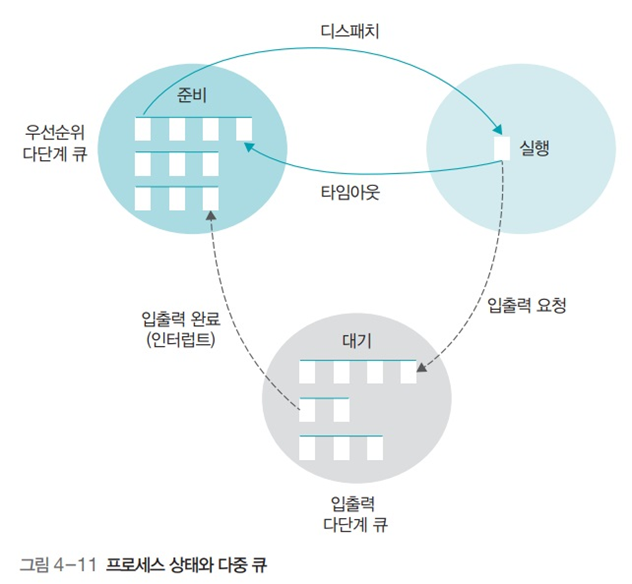 디스패치
준비
우선순위
다단계 큐
실행
타임아웃
입출력 요청
입출력 완료
(인터럽트)
대기
입출력
다단계 큐
그림 4-11 프로세스 상태와 다중 큐